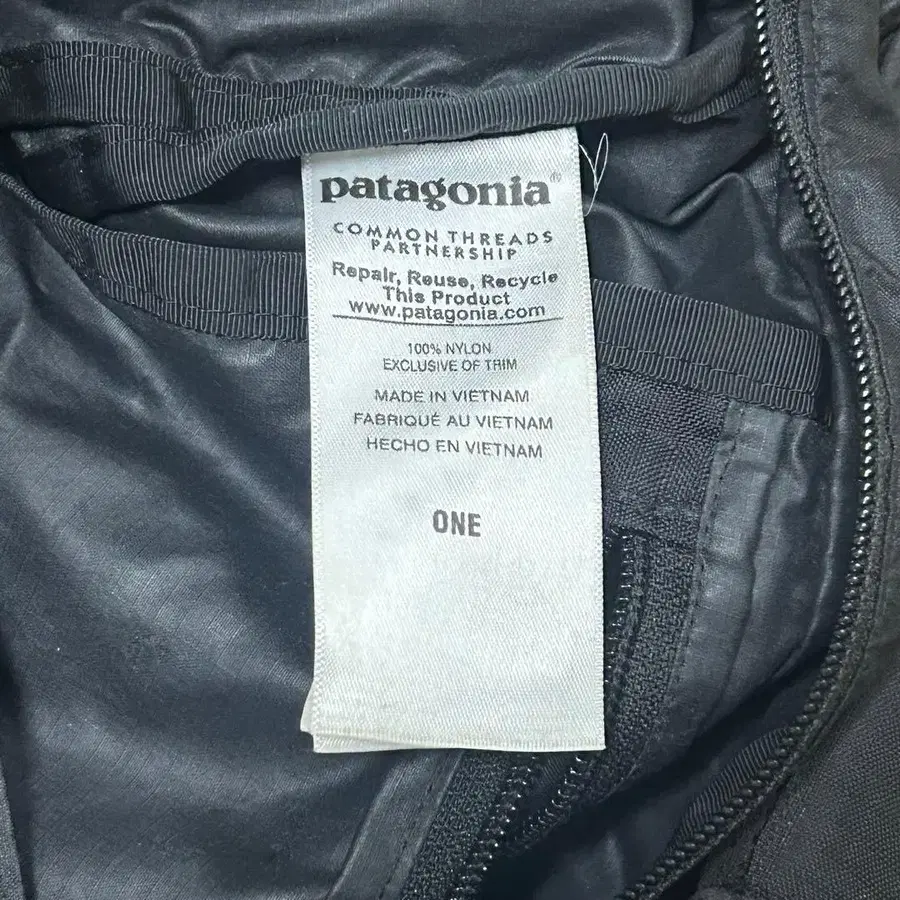 patagonia®
COMMON THREADS
PARTNERSHIP
Repair, Reuse, Recycle
This Product
www.patagonia.com
100% NYLON
EXCLUSIVE OF TRIM
MADE IN VIETNAM
FABRIQUÉ AU VIETNAM
HECHO EN VIETNAM
ONE